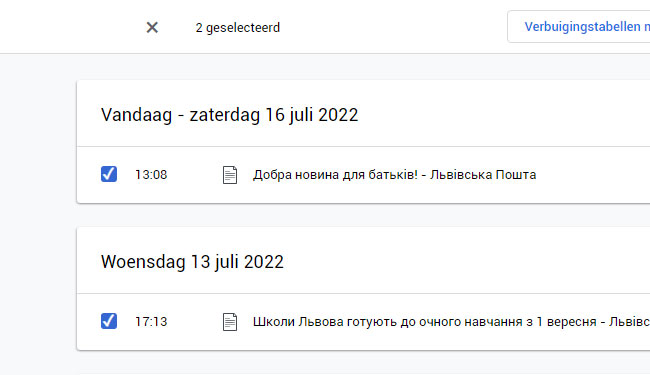 2 geselecteerd
Verbuigingstabellen
Vandaag - zaterdag 16 juli 2022
13:08 Добра новина для батьків! - Львівська Пошта
Woensdag 13 juli 2022
17:13 Школи Львова готують до очного навчання з 1 вересня -